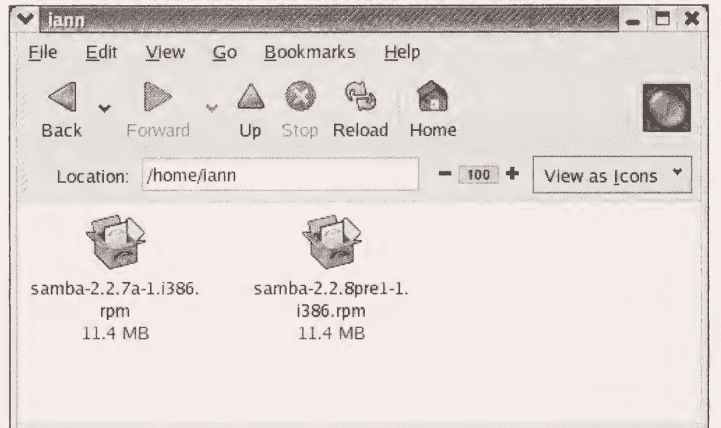 iann
File Edit View Go Bookmarks Help
Back Forward Up Stop Reload Home
Location: /home/iann 100 View as Icons
samba-2.2.7a-1.i386.
rpm
11.4 MB
samba-2.2.8pre1-1.
i386.rpm
11.4 MB